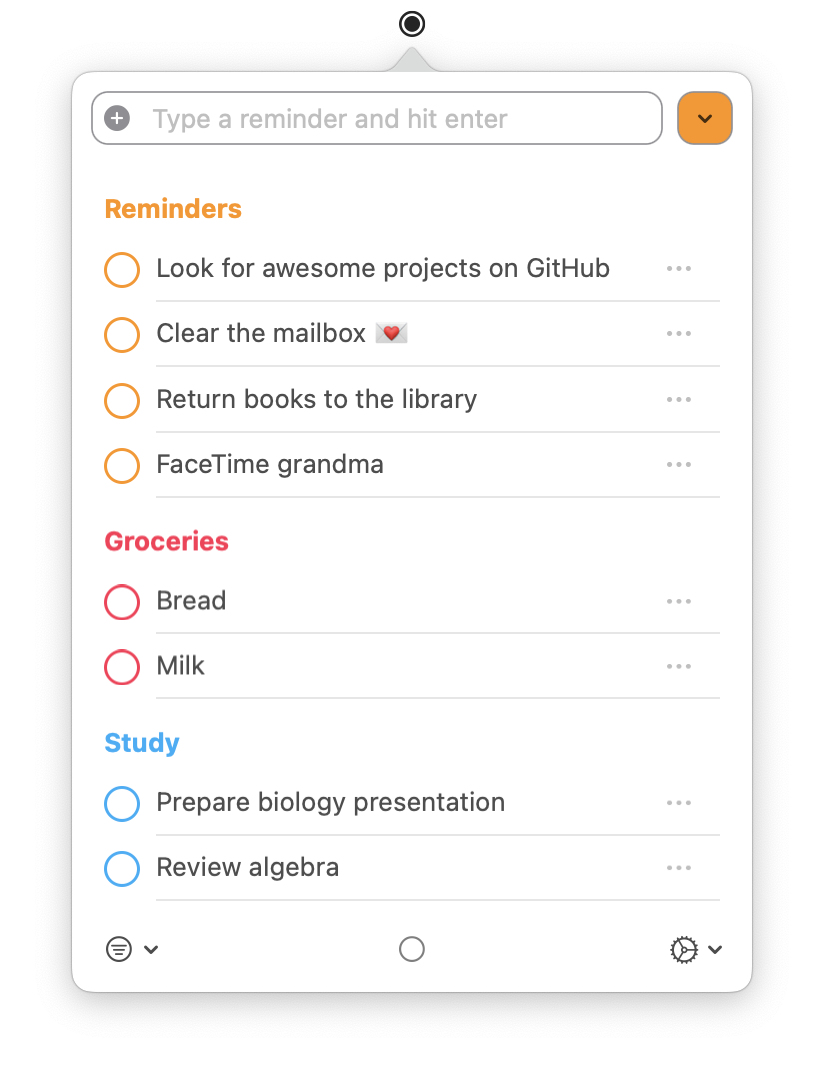 Type a reminder and hit enter
Reminders
Look for awesome projects on GitHub
Clear the mailbox 💌
Return books to the library
FaceTime grandma
Groceries
Bread
Milk
Study
Prepare biology presentation
Review algebra